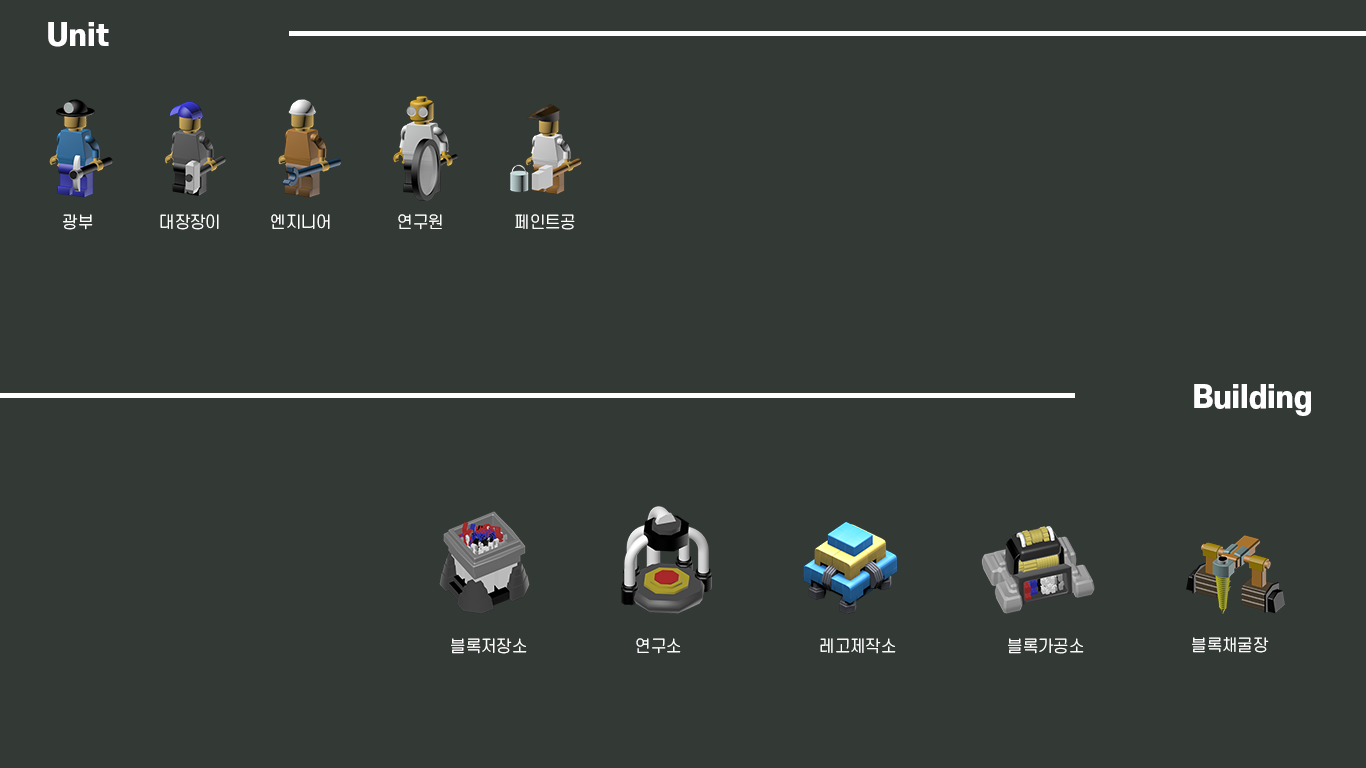 Unit
광부
대장장이
엔지니어
연구원
페인트공
Building
블록저장소
연구소
레고제작소
블록가공소
블록채굴장